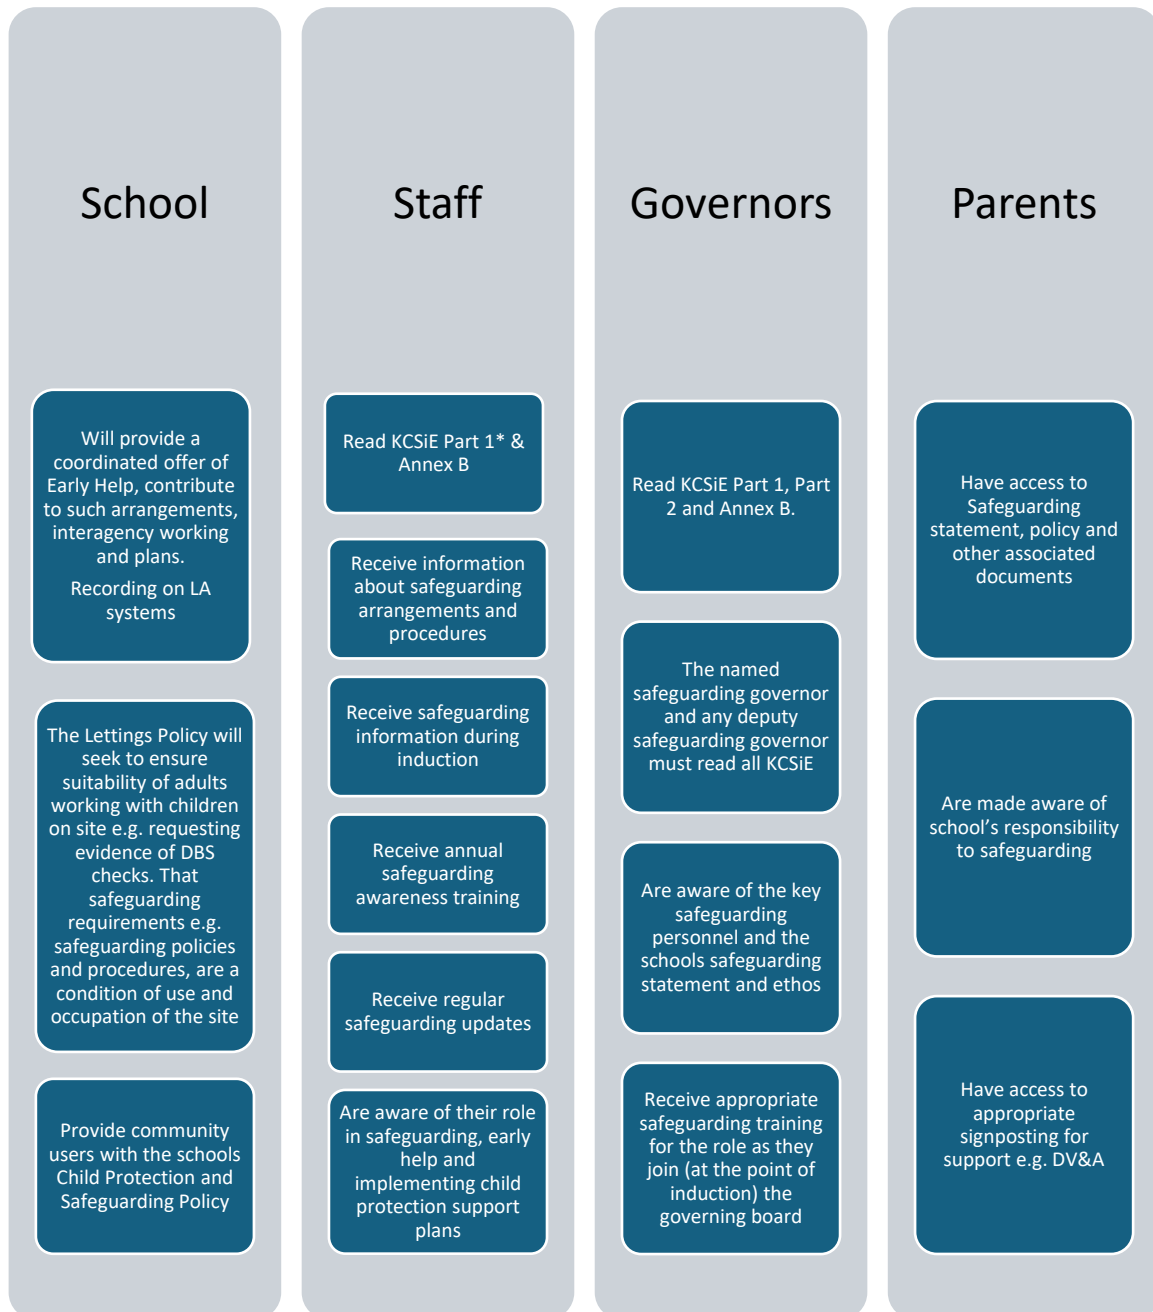 School
Will provide a
coordinated offer of
Early Help, contribute
to such arrangements,
interagency working
and plans.
Recording on LA
systems
The Lettings Policy will
seek to ensure
suitability of adults
working with children
on site e.g. requesting
evidence of DBS
checks. That
safeguarding
requirements e.g.
safeguarding policies
and procedures, are a
condition of use and
occupation of the site
Provide community
users with the schools
Child Protection and
Safeguarding Policy
Staff
Read KCSiE Part 1* &
Annex B
Receive information
about safeguarding
arrangements and
procedures
Receive safeguarding
information during
induction
Receive annual
safeguarding
awareness training
Receive regular
safeguarding updates
Are aware of their role
in safeguarding, early
help and
implementing child
protection support
plans
Governors
Read KCSiE Part 1, Part
2 and Annex B.
The named
safeguarding governor
and any deputy
safeguarding governor
must read all KCSiE
Are aware of the key
safeguarding
personnel and the
schools safeguarding
statement and ethos
Receive appropriate
safeguarding training
for the role as they
join (at the point of
induction) the
governing board
Parents
Have access to
Safeguarding
statement, policy and
other associated
documents
Are made aware of
school’s responsibility
to safeguarding
Have access to
appropriate
signposting for
support e.g. DV&A